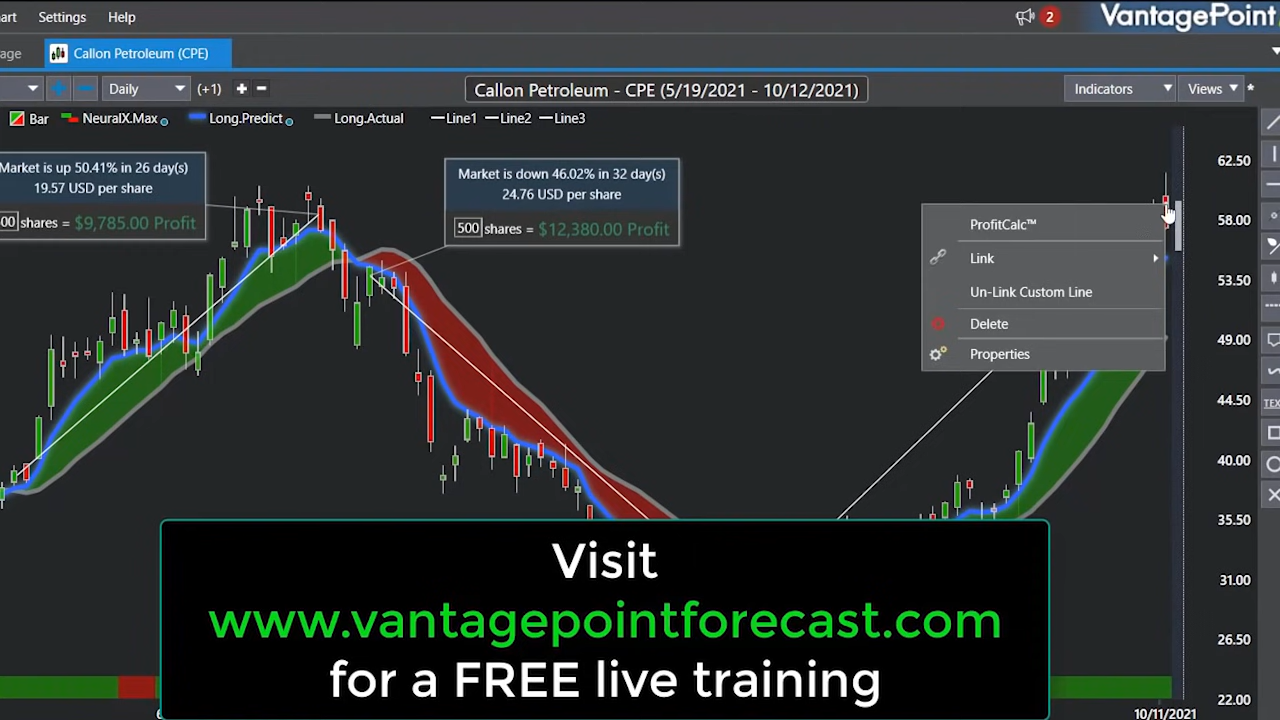 Settings
Help
2
VantagePoint
Callon Petroleum (CPE)
Daily
(+1)
Callon Petroleum - CPE (5/19/2021 - 10/12/2021)
Indicators
Views
Bar
NeuralX.Max
Long.Predict
Long.Actual
Line1
Line2
Line3
Market is up 50.41% in 26 day(s)
19.57 USD per share
shares = $9,785.00 Profit
Market is down 46.02% in 32 day(s)
24.76 USD per share
500 shares = $12,380.00 Profit
ProfitCalc™
Link
Un-Link Custom Line
Delete
Properties
62.50
58.00
53.50
49.00
44.50
40.00
35.50
31.00
26.50
22.00
10/11/2021
Visit
www.vantagepointforecast.com
for a FREE live training